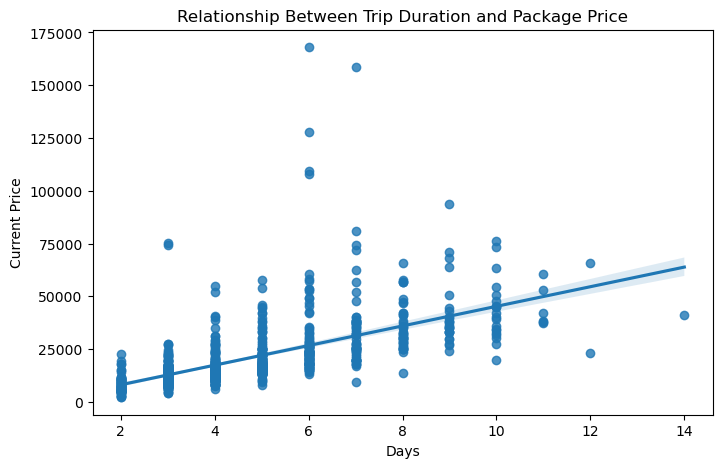 Relationship Between Trip Duration and Package Price
175000
150000
125000
100000
75000
50000
25000
0
Current Price
2 4 6 8 10 12 14
Days